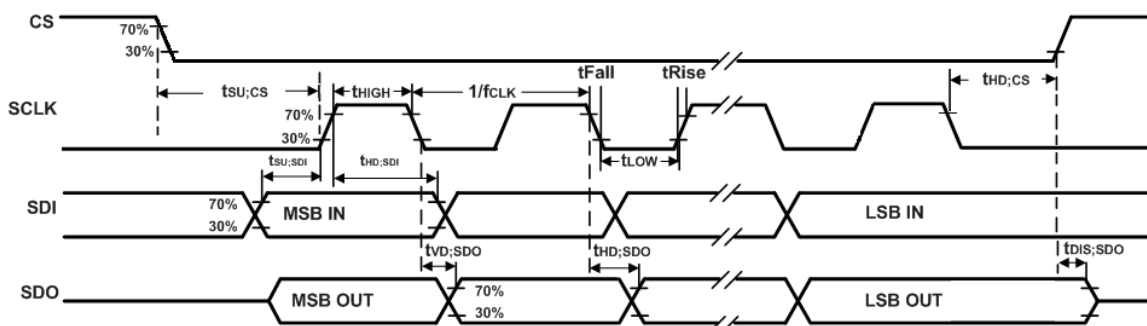 CS
70%
30%
tSU;CS
tHIGH
1/fCLK
tFall
tRise
tHD;CS
SCLK
70%
30%
70%
30%
tLOW
tSU;SDI
tHD;SDI
SDI
70%
30%
MSB IN
LSB IN
tVD;SDO
tHD;SDO
tDIS;SDO
SDO
MSB OUT
70%
30%
LSB OUT